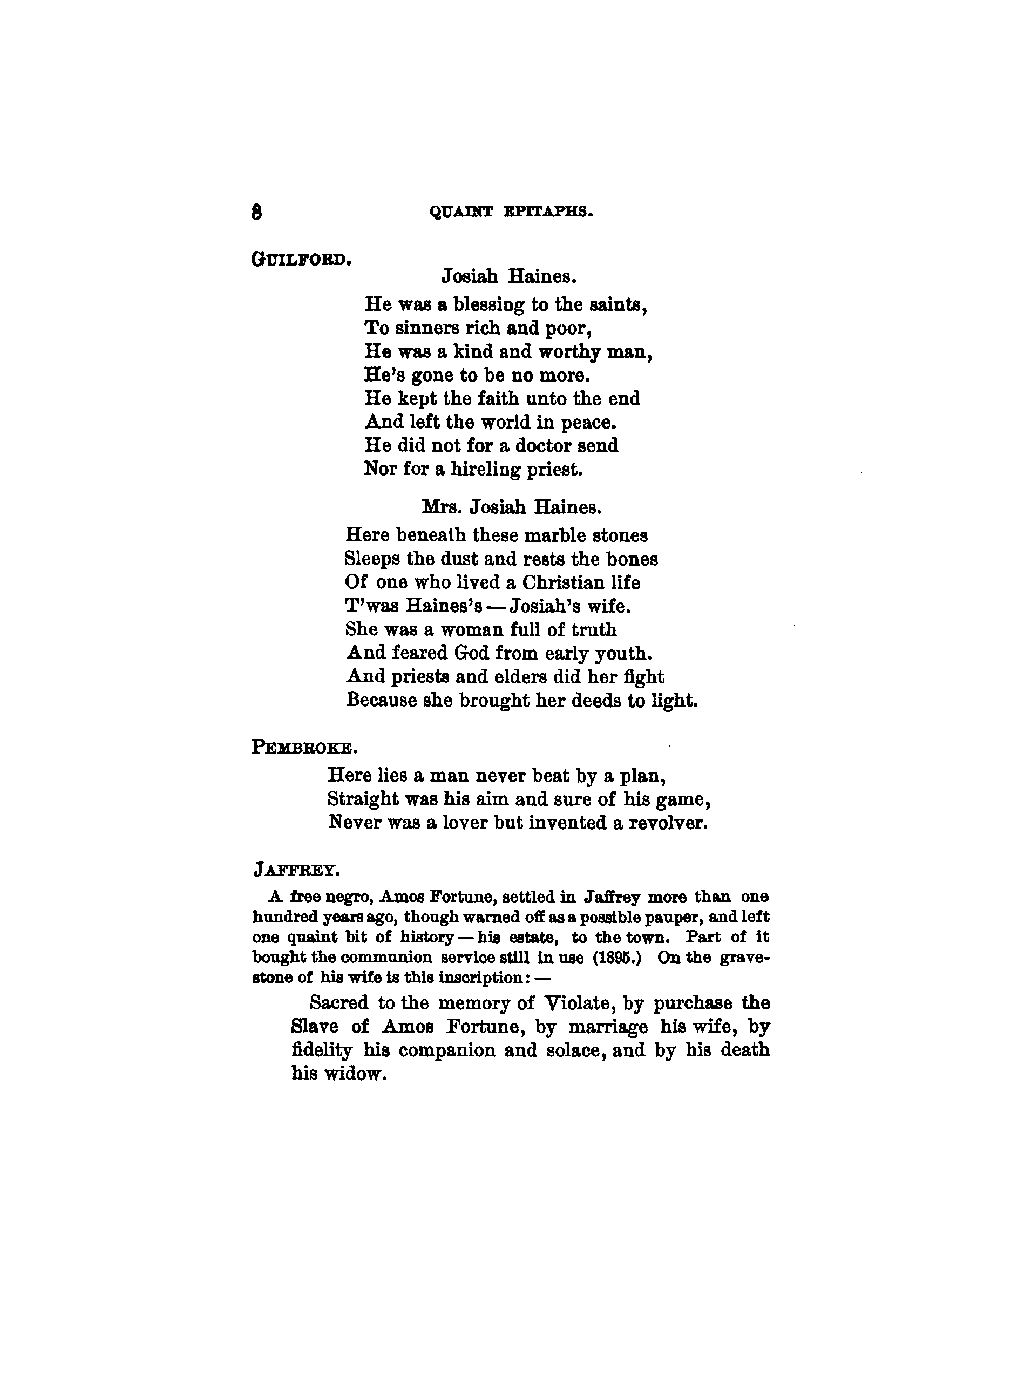 8 QUAINT EPITAPHS.
GUILFORD.
Josiah Haines.
He was a blessing to the saints,
To sinners rich and poor,
He was a kind and worthy man,
He's gone to be no more.
He kept the faith unto the end
And left the world in peace.
He did not for a doctor send
Nor for a hireling priest.
Mrs. Josiah Haines.
Here beneath these marble stones
Sleeps the dust and rests the bones
Of one who lived a Christian life
T'was Haines's — Josiah's wife.
She was a woman full of truth
And feared God from early youth.
And priests and elders did her fight
Because she brought her deeds to light.
PEMBROKE.
Here lies a man never beat by a plan,
Straight was his aim and sure of his game,
Never was a lover but invented a revolver.
JAFFREY.
A free negro, Amos Fortune, settled in Jaffrey more than one
hundred years ago, though warned off as a possible pauper, and left
one quaint bit of history — his estate, to the town. Part of it
bought the communion service still in use (1895.) On the grave-
stone of his wife is this inscription: —
Sacred to the memory of Violate, by purchase the
Slave of Amos Fortune, by marriage his wife, by
fidelity his companion and solace, and by his death
his widow.